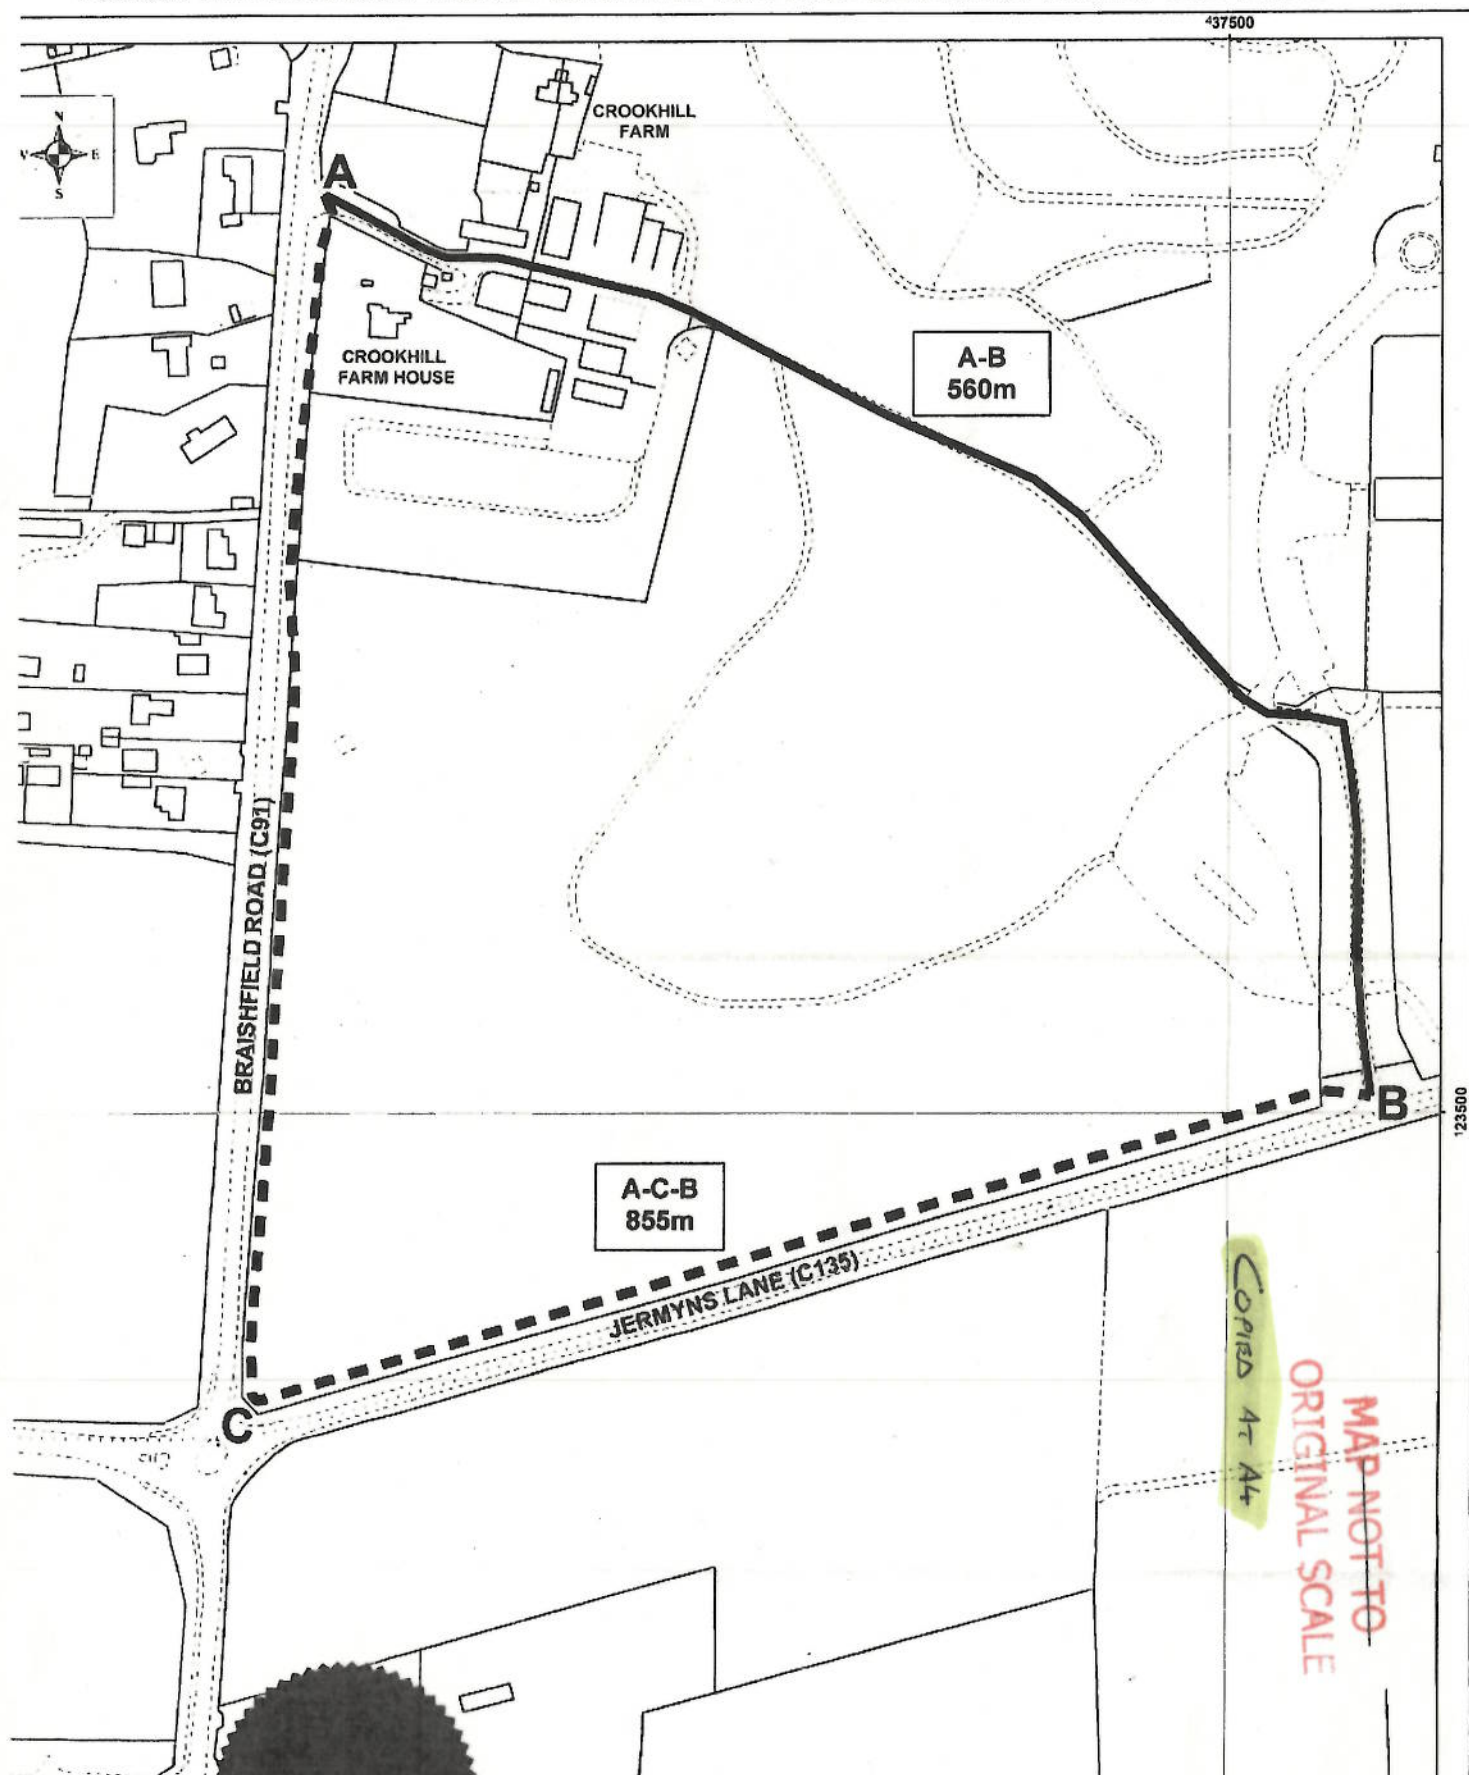 437500
N
E
S
CROOKHILL
FARM
A
A-B
560m
CROOKHILL
FARM HOUSE
BRAISHFIELD ROAD (C91)
B
123500
A-C-B
855m
JERMYNS LANE (C135)
C
COPIED AT A4
MAP NOT TO
ORIGINAL SCALE